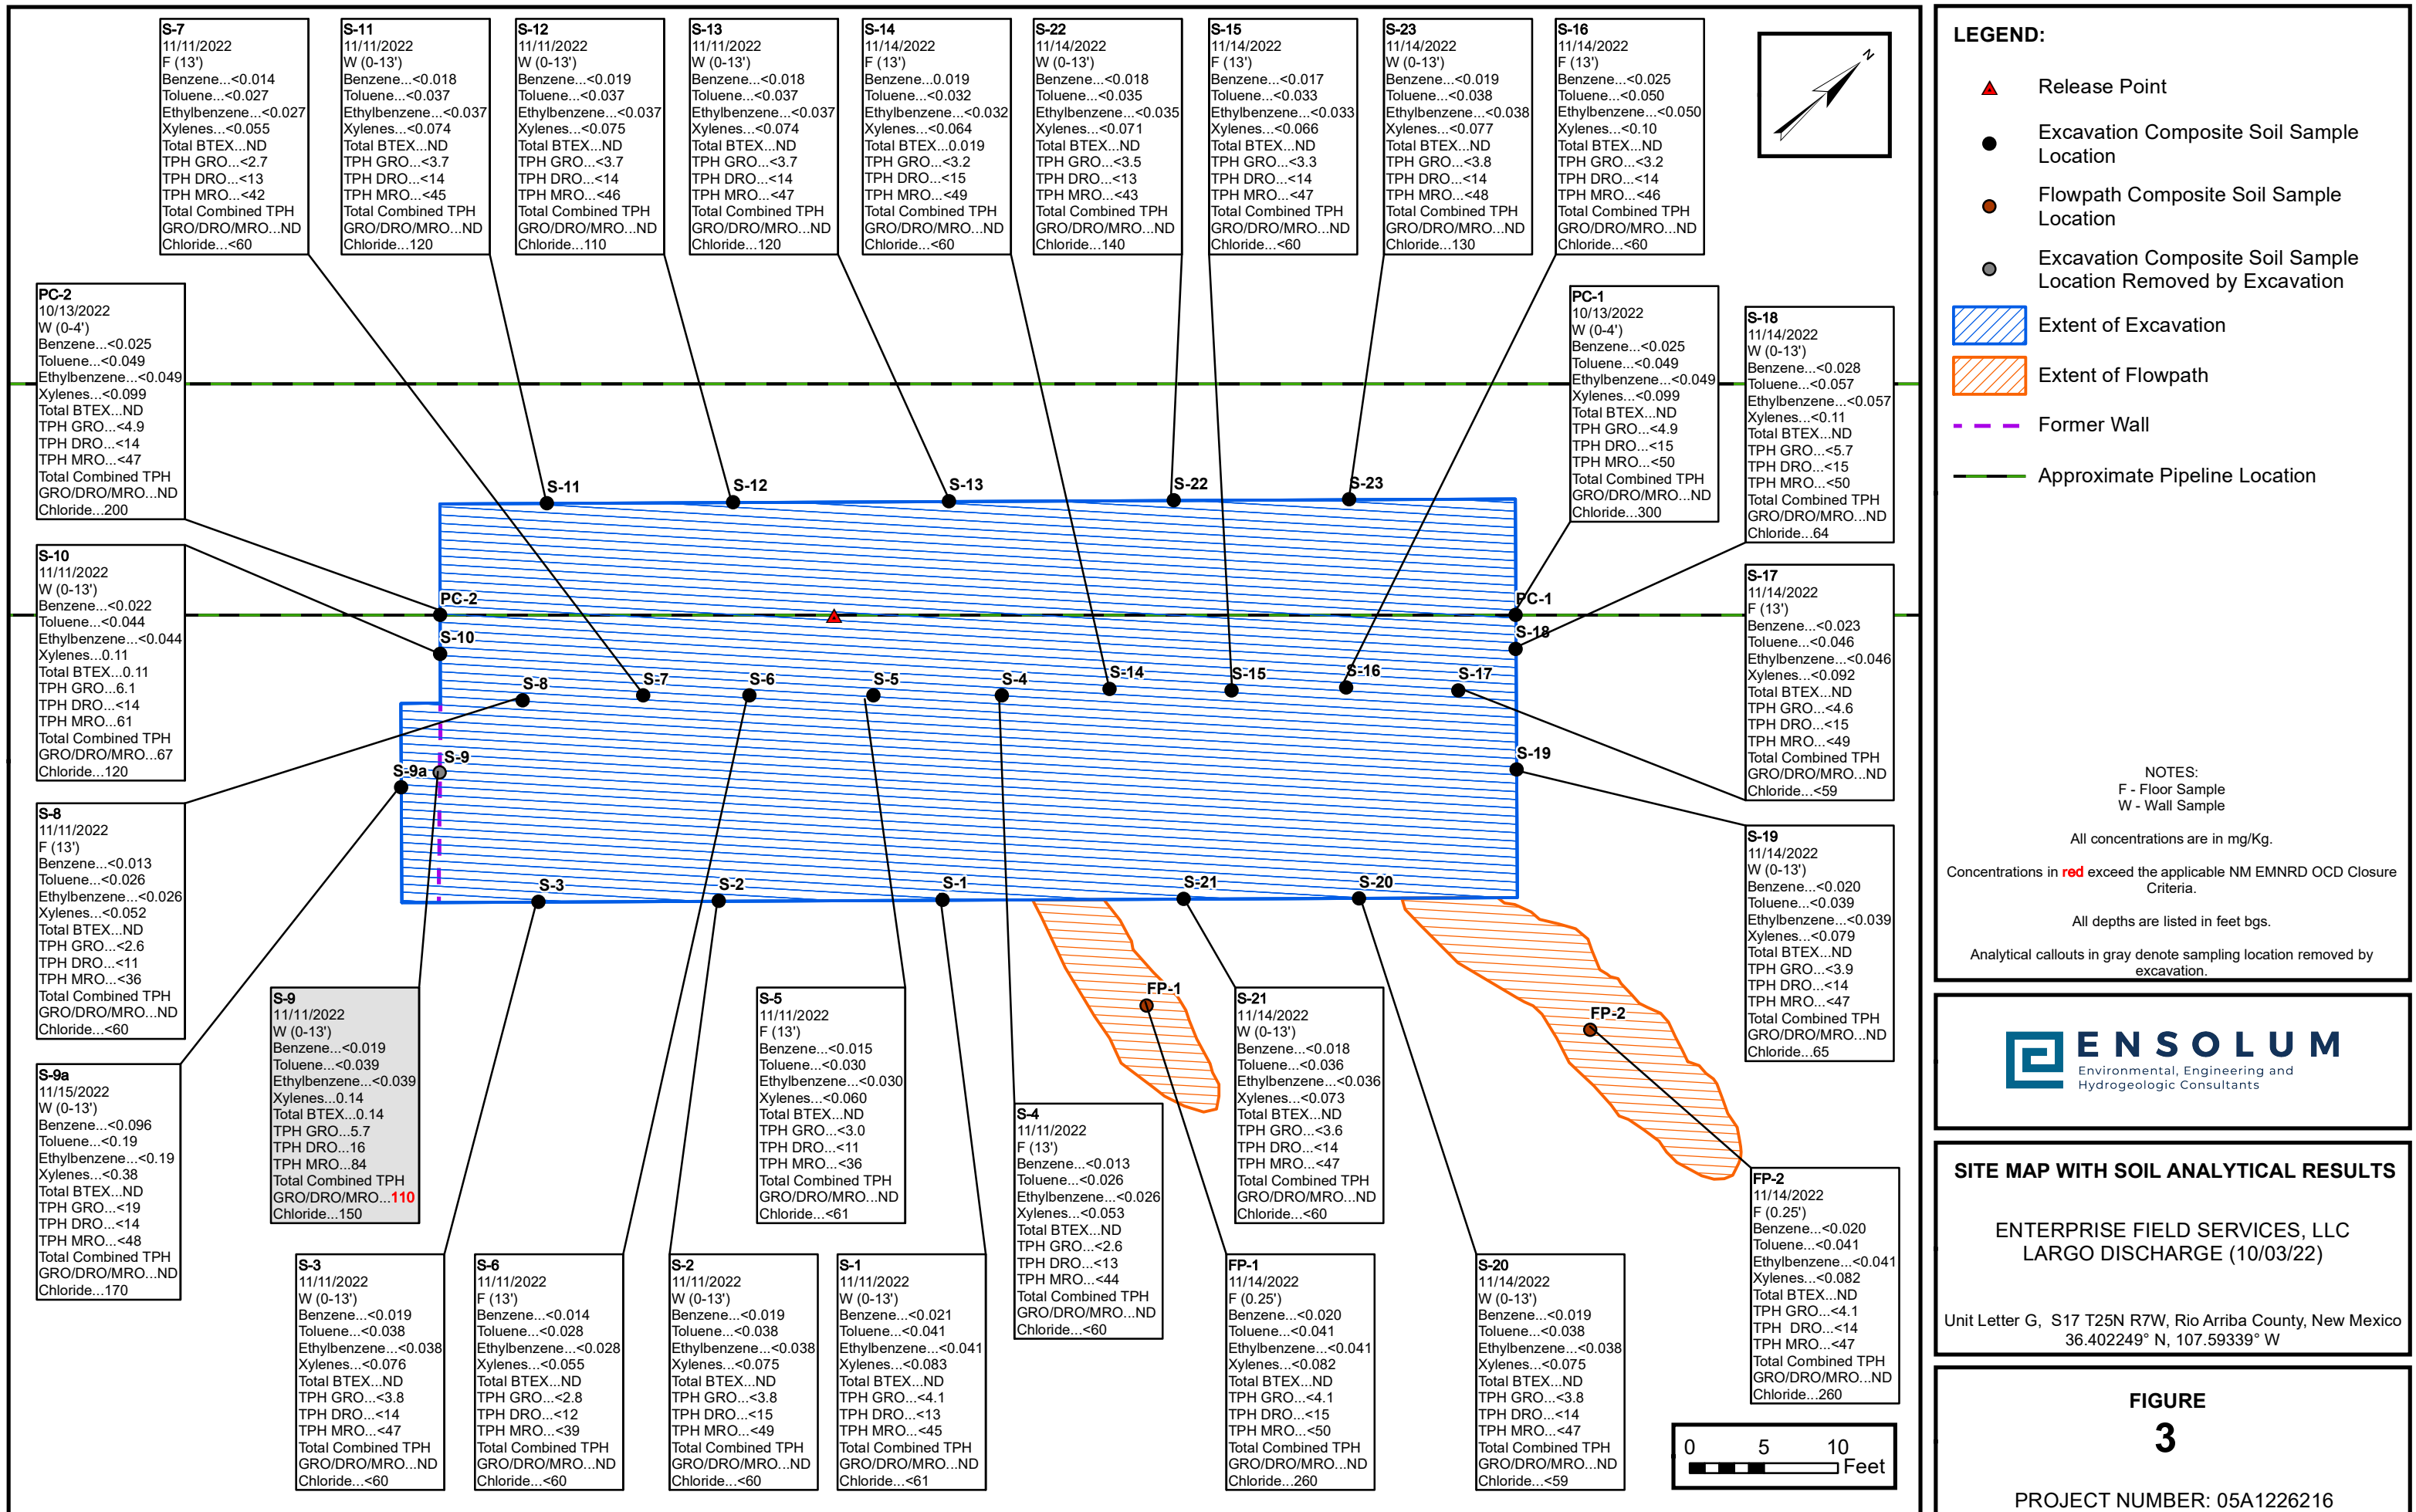 S-7
11/11/2022
F (13')
Benzene...<0.014
Toluene...<0.027
Ethylbenzene...<0.027
Xylenes...<0.055
Total BTEX...ND
TPH GRO...<2.7
TPH DRO...<13
TPH MRO...<42
Total Combined TPH
GRO/DRO/MRO...ND
Chloride...<60
S-11
11/11/2022
W (0-13')
Benzene...<0.018
Toluene...<0.037
Ethylbenzene...<0.037
Xylenes...<0.074
Total BTEX...ND
TPH GRO...<3.7
TPH DRO...<14
TPH MRO...<45
Total Combined TPH
GRO/DRO/MRO...ND
Chloride...120
S-12
11/11/2022
W (0-13')
Benzene...<0.019
Toluene...<0.037
Ethylbenzene...<0.037
Xylenes...<0.075
Total BTEX...ND
TPH GRO...<3.7
TPH DRO...<14
TPH MRO...<46
Total Combined TPH
GRO/DRO/MRO...ND
Chloride...110
S-13
11/11/2022
W (0-13')
Benzene...<0.018
Toluene...<0.037
Ethylbenzene...<0.037
Xylenes...<0.074
Total BTEX...ND
TPH GRO...<3.7
TPH DRO...<14
TPH MRO...<47
Total Combined TPH
GRO/DRO/MRO...ND
Chloride...120
S-14
11/14/2022
F (13')
Benzene...0.019
Toluene...<0.032
Ethylbenzene...<0.032
Xylenes...<0.064
Total BTEX...0.019
TPH GRO...<3.2
TPH DRO...<15
TPH MRO...<49
Total Combined TPH
GRO/DRO/MRO...ND
Chloride...<60
S-22
11/14/2022
W (0-13')
Benzene...<0.018
Toluene...<0.035
Ethylbenzene...<0.035
Xylenes...<0.071
Total BTEX...ND
TPH GRO...<3.5
TPH DRO...<13
TPH MRO...<43
Total Combined TPH
GRO/DRO/MRO...ND
Chloride...140
S-15
11/14/2022
F (13')
Benzene...<0.017
Toluene...<0.033
Ethylbenzene...<0.033
Xylenes...<0.066
Total BTEX...ND
TPH GRO...<3.3
TPH DRO...<14
TPH MRO...<47
Total Combined TPH
GRO/DRO/MRO...ND
Chloride...<60
S-23
11/14/2022
W (0-13')
Benzene...<0.019
Toluene...<0.038
Ethylbenzene...<0.038
Xylenes...<0.077
Total BTEX...ND
TPH GRO...<3.8
TPH DRO...<14
TPH MRO...<48
Total Combined TPH
GRO/DRO/MRO...ND
Chloride...130
S-16
11/14/2022
F (13')
Benzene...<0.025
Toluene...<0.050
Ethylbenzene...<0.050
Xylenes...<0.10
Total BTEX...ND
TPH GRO...<3.2
TPH DRO...<14
TPH MRO...<46
Total Combined TPH
GRO/DRO/MRO...ND
Chloride...<60
N
PC-2
10/13/2022
W (0-4')
Benzene...<0.025
Toluene...<0.049
Ethylbenzene...<0.049
Xylenes...<0.099
Total BTEX...ND
TPH GRO...<4.9
TPH DRO...<14
TPH MRO...<47
Total Combined TPH
GRO/DRO/MRO...ND
Chloride...200
PC-1
10/13/2022
W (0-4')
Benzene...<0.025
Toluene...<0.049
Ethylbenzene...<0.049
Xylenes...<0.099
Total BTEX...ND
TPH GRO...<4.9
TPH DRO...<15
TPH MRO...<50
Total Combined TPH
GRO/DRO/MRO...ND
Chloride...300
S-18
11/14/2022
W (0-13')
Benzene...<0.028
Toluene...<0.057
Ethylbenzene...<0.057
Xylenes...<0.11
Total BTEX...ND
TPH GRO...<5.7
TPH DRO...<15
TPH MRO...<50
Total Combined TPH
GRO/DRO/MRO...ND
Chloride...64
S-10
11/11/2022
W (0-13')
Benzene...<0.022
Toluene...<0.044
Ethylbenzene...<0.044
Xylenes...0.11
Total BTEX...0.11
TPH GRO...6.1
TPH DRO...<14
TPH MRO...61
Total Combined TPH
GRO/DRO/MRO...67
Chloride...120
S-17
11/14/2022
F (13')
Benzene...<0.023
Toluene...<0.046
Ethylbenzene...<0.046
Xylenes...<0.092
Total BTEX...ND
TPH GRO...<4.6
TPH DRO...<15
TPH MRO...<49
Total Combined TPH
GRO/DRO/MRO...ND
Chloride...<59
S-11
S-12
S-13
S-22
S-23
PC-2
PC-1
S-10
S-18
S-8
S-7
S-6
S-5
S-4
S-14
S-15
S-16
S-17
S-9
S-9a
S-19
S-3
S-2
S-1
S-21
S-20
FP-1
FP-2
S-8
11/11/2022
F (13')
Benzene...<0.013
Toluene...<0.026
Ethylbenzene...<0.026
Xylenes...<0.052
Total BTEX...ND
TPH GRO...<2.6
TPH DRO...<11
TPH MRO...<36
Total Combined TPH
GRO/DRO/MRO...ND
Chloride...<60
S-19
11/14/2022
W (0-13')
Benzene...<0.020
Toluene...<0.039
Ethylbenzene...<0.039
Xylenes...<0.079
Total BTEX...ND
TPH GRO...<3.9
TPH DRO...<14
TPH MRO...<47
Total Combined TPH
GRO/DRO/MRO...ND
Chloride...65
S-9a
11/15/2022
W (0-13')
Benzene...<0.096
Toluene...<0.19
Ethylbenzene...<0.19
Xylenes...<0.38
Total BTEX...ND
TPH GRO...<19
TPH DRO...<14
TPH MRO...<48
Total Combined TPH
GRO/DRO/MRO...ND
Chloride...170
S-9
11/11/2022
W (0-13')
Benzene...<0.019
Toluene...<0.039
Ethylbenzene...<0.039
Xylenes...0.14
Total BTEX...0.14
TPH GRO...5.7
TPH DRO...16
TPH MRO...84
Total Combined TPH
GRO/DRO/MRO...110
Chloride...150
S-5
11/11/2022
F (13')
Benzene...<0.015
Toluene...<0.030
Ethylbenzene...<0.030
Xylenes...<0.060
Total BTEX...ND
TPH GRO...<3.0
TPH DRO...<11
TPH MRO...<36
Total Combined TPH
GRO/DRO/MRO...ND
Chloride...<61
S-4
11/11/2022
F (13')
Benzene...<0.013
Toluene...<0.026
Ethylbenzene...<0.026
Xylenes...<0.053
Total BTEX...ND
TPH GRO...<2.6
TPH DRO...<13
TPH MRO...<44
Total Combined TPH
GRO/DRO/MRO...ND
Chloride...<60
S-21
11/14/2022
W (0-13')
Benzene...<0.018
Toluene...<0.036
Ethylbenzene...<0.036
Xylenes...<0.073
Total BTEX...ND
TPH GRO...<3.6
TPH DRO...<14
TPH MRO...<47
Total Combined TPH
GRO/DRO/MRO...ND
Chloride...<60
FP-2
11/14/2022
F (0.25')
Benzene...<0.020
Toluene...<0.041
Ethylbenzene...<0.041
Xylenes...<0.082
Total BTEX...ND
TPH GRO...<4.1
TPH DRO...<14
TPH MRO...<47
Total Combined TPH
GRO/DRO/MRO...ND
Chloride...260
S-3
11/11/2022
W (0-13')
Benzene...<0.019
Toluene...<0.038
Ethylbenzene...<0.038
Xylenes...<0.076
Total BTEX...ND
TPH GRO...<3.8
TPH DRO...<14
TPH MRO...<47
Total Combined TPH
GRO/DRO/MRO...ND
Chloride...<60
S-6
11/11/2022
F (13')
Benzene...<0.014
Toluene...<0.028
Ethylbenzene...<0.028
Xylenes...<0.055
Total BTEX...ND
TPH GRO...<2.8
TPH DRO...<12
TPH MRO...<39
Total Combined TPH
GRO/DRO/MRO...ND
Chloride...<60
S-2
11/11/2022
W (0-13')
Benzene...<0.019
Toluene...<0.038
Ethylbenzene...<0.038
Xylenes...<0.075
Total BTEX...ND
TPH GRO...<3.8
TPH DRO...<15
TPH MRO...<49
Total Combined TPH
GRO/DRO/MRO...ND
Chloride...<60
S-1
11/11/2022
W (0-13')
Benzene...<0.021
Toluene...<0.041
Ethylbenzene...<0.041
Xylenes...<0.083
Total BTEX...ND
TPH GRO...<4.1
TPH DRO...<13
TPH MRO...<45
Total Combined TPH
GRO/DRO/MRO...ND
Chloride...<61
FP-1
11/14/2022
F (0.25')
Benzene...<0.020
Toluene...<0.041
Ethylbenzene...<0.041
Xylenes...<0.082
Total BTEX...ND
TPH GRO...<4.1
TPH DRO...<15
TPH MRO...<50
Total Combined TPH
GRO/DRO/MRO...ND
Chloride...260
S-20
11/14/2022
W (0-13')
Benzene...<0.019
Toluene...<0.038
Ethylbenzene...<0.038
Xylenes...<0.075
Total BTEX...ND
TPH GRO...<3.8
TPH DRO...<14
TPH MRO...<47
Total Combined TPH
GRO/DRO/MRO...ND
Chloride...<59
0 5 10
Feet
LEGEND:
Release Point
Excavation Composite Soil Sample
Location
Flowpath Composite Soil Sample
Location
Excavation Composite Soil Sample
Location Removed by Excavation
Extent of Excavation
Extent of Flowpath
Former Wall
Approximate Pipeline Location
NOTES:
F - Floor Sample
W - Wall Sample
All concentrations are in mg/Kg.
Concentrations in red exceed the applicable NM EMNRD OCD Closure
Criteria.
All depths are listed in feet bgs.
Analytical callouts in gray denote sampling location removed by
excavation.
ENSOLUM
Environmental, Engineering and
Hydrogeologic Consultants
SITE MAP WITH SOIL ANALYTICAL RESULTS
ENTERPRISE FIELD SERVICES, LLC
LARGO DISCHARGE (10/03/22)
Unit Letter G, S17 T25N R7W, Rio Arriba County, New Mexico
36.402249° N, 107.59339° W
FIGURE
3
PROJECT NUMBER: 05A1226216